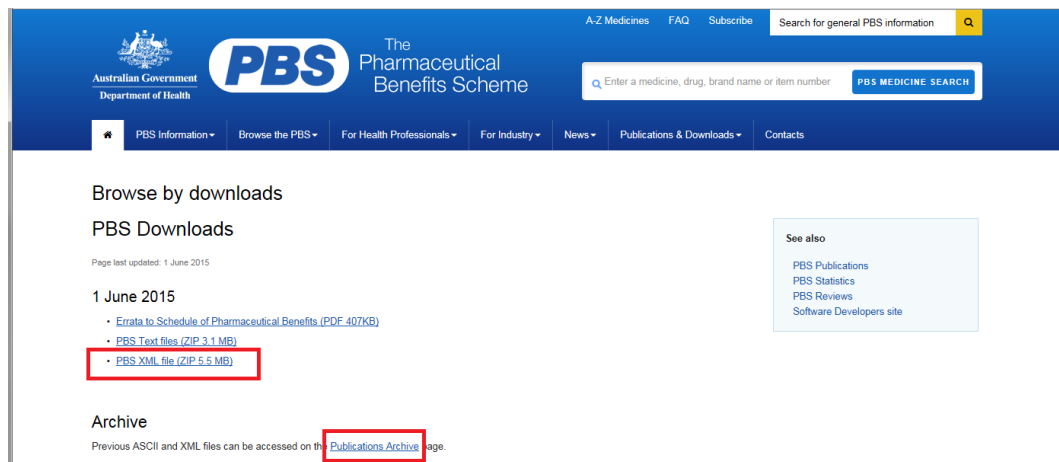 A-Z Medicines FAQ Subscribe Search for general PBS information
Australian Government
Department of Health
PBS
The
Pharmaceutical
Benefits Scheme
Enter a medicine, drug, brand name or item number PBS MEDICINE SEARCH
PBS Information Browse the PBS For Health Professionals For Industry News Publications & Downloads Contacts
Browse by downloads
PBS Downloads
Page last updated: 1 June 2015
1 June 2015
• Errata to Schedule of Pharmaceutical Benefits (PDF 407KB)
• PBS Text files (ZIP 3.1 MB)
• PBS XML file (ZIP 5.5 MB)
See also
PBS Publications
PBS Statistics
PBS Reviews
Software Developers site
Archive
Previous ASCII and XML files can be accessed on the Publications Archive page.